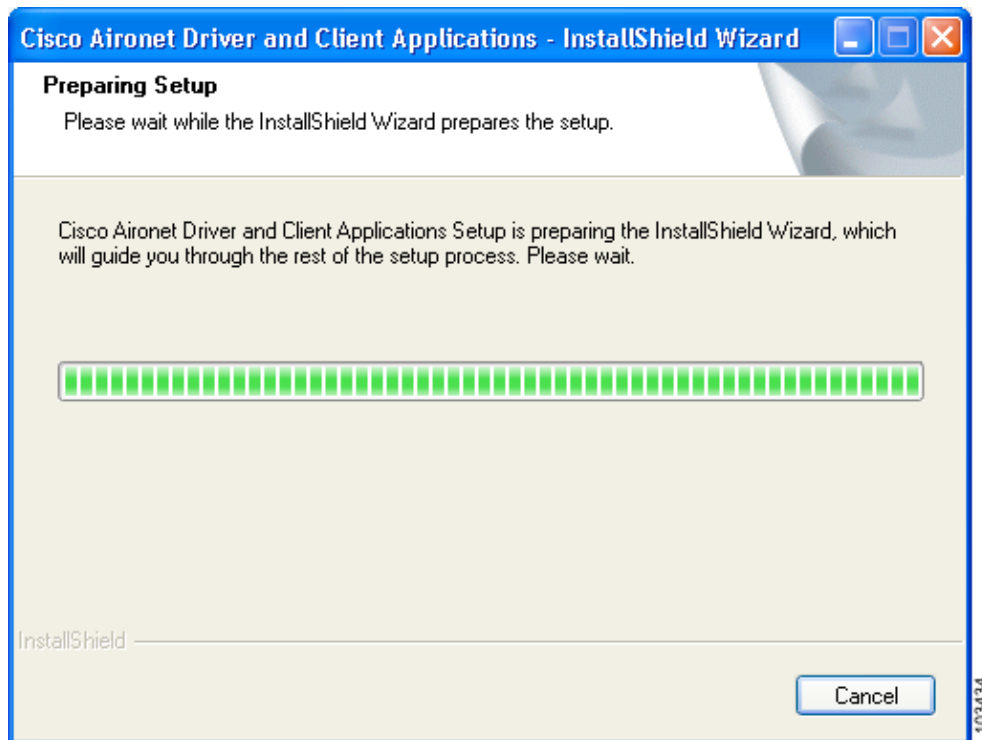 Cisco Aironet Driver and Client Applications - InstallShield Wizard
Preparing Setup
Please wait while the InstallShield Wizard prepares the setup.
Cisco Aironet Driver and Client Applications Setup is preparing the InstallShield Wizard, which
will guide you through the rest of the setup process. Please wait.
InstallShield
Cancel